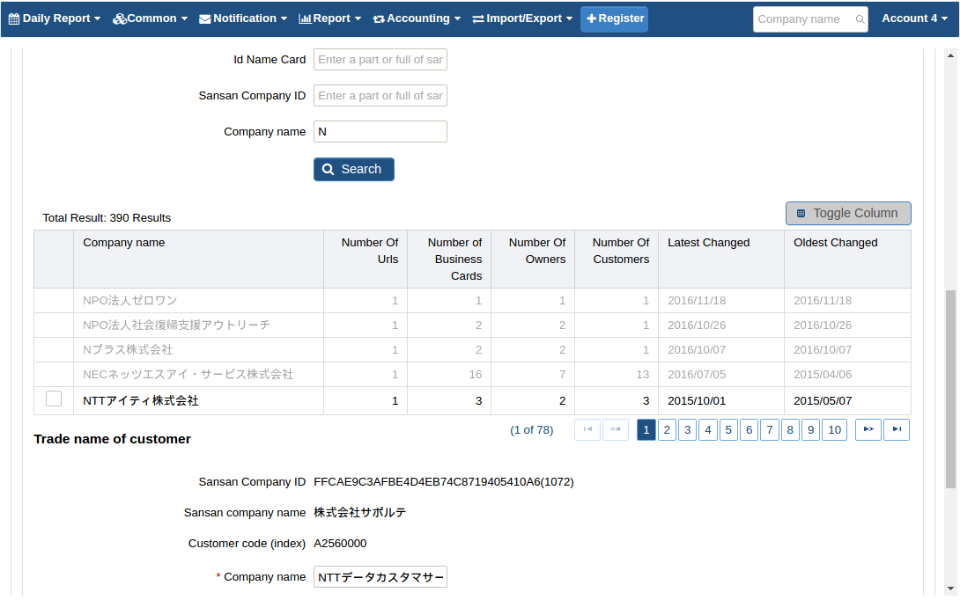 Daily Report Common Notification Report Accounting Import/Export Register Company name Account 4
Id Name Card Enter a part or full of sar
Sansan Company ID Enter a part or full of sar
Company name N
Search
Total Result: 390 Results Toggle Column
Company name Number Of Urls Number of Business Cards Number Of Owners Number Of Customers Latest Changed Oldest Changed
NPO法人ゼロワン 1 1 1 1 2016/11/18 2016/11/18
NPO法人社会復帰支援アウトリーチ 1 2 2 1 2016/10/26 2016/10/26
Nプラス株式会社 1 2 2 1 2016/10/07 2016/10/07
NECネッツエスアイ・サービス株式会社 1 16 7 13 2016/07/05 2015/04/06
NTTアイティ株式会社 1 3 2 3 2015/10/01 2015/05/07
(1 of 78) 1 2 3 4 5 6 7 8 9 10
Trade name of customer
Sansan Company ID FFCAE9C3AFBE4D4EB74C8719405410A6(1072)
Sansan company name 株式会社サポルテ
Customer code (index) A2560000
* Company name NTTデータカスタマサー